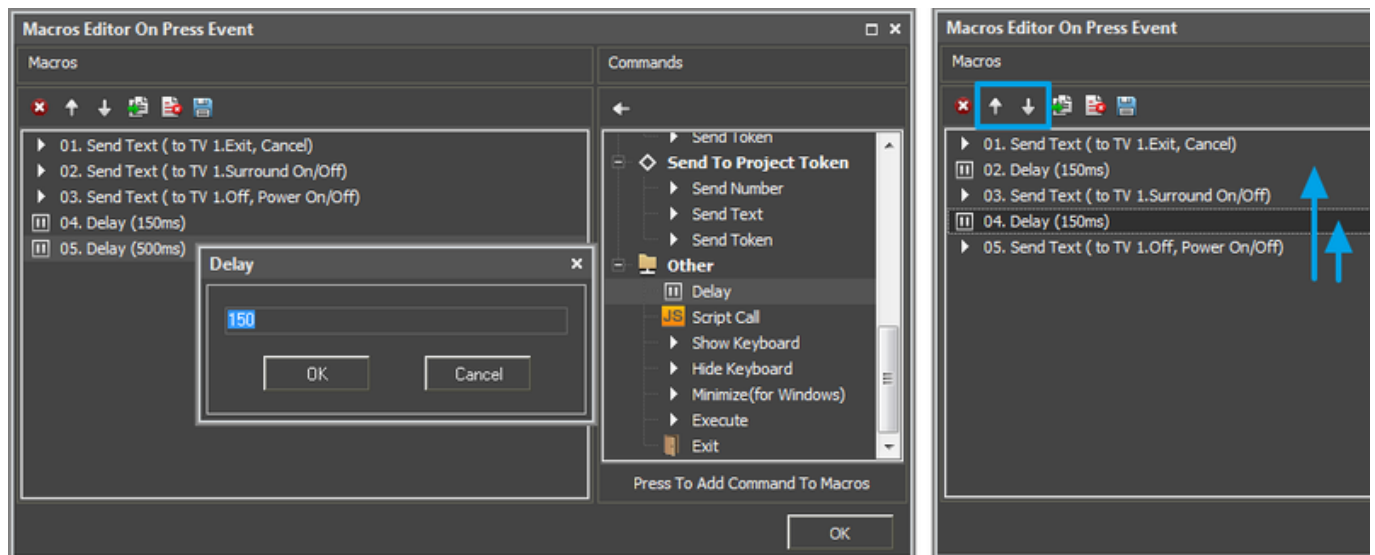 Macros Editor On Press Event
Macros
Commands
01. Send Text ( to TV 1.Exit, Cancel)
02. Send Text ( to TV 1.Surround On/Off)
03. Send Text ( to TV 1.Off, Power On/Off)
04. Delay (150ms)
05. Delay (500ms)
Delay
150
OK
Cancel
Send Token
Send To Project Token
Send Number
Send Text
Send Token
Other
Delay
JS Script Call
Show Keyboard
Hide Keyboard
Minimize(for Windows)
Execute
Exit
Press To Add Command To Macros
OK
Macros Editor On Press Event
Macros
01. Send Text ( to TV 1.Exit, Cancel)
02. Delay (150ms)
03. Send Text ( to TV 1.Surround On/Off)
04. Delay (150ms)
05. Send Text ( to TV 1.Off, Power On/Off)